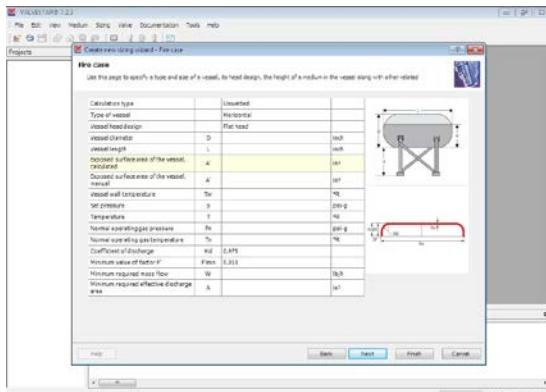 VALVESTAR® 7.2.3
File Edit View Medium Sizing Valve Documentation Tools Help
Projects
Create new sizing wizard - Fire case
Fire case
Use this page to specify a type and size of a vessel, its head design, the height of a medium in the vessel along with other related
Calculation type Unwetted
Type of vessel Horizontal
Vessel head design Flat head
Vessel diameter D inch
Vessel length L inch
Exposed surface area of the vessel, calculated A' in²
Exposed surface area of the vessel, manual A' in²
Vessel wall temperature Tw °R
Set pressure s psi-g
Temperature T °R
Normal operating gas pressure Pn psi-g
Normal operating gas temperature Tn °R
Coefficient of discharge Kd 0,975
Minimum value of factor F' F'min 0,010
Minimum required mass flow W lb/h
Minimum required effective discharge area A in²
Help Back Next Finish Cancel